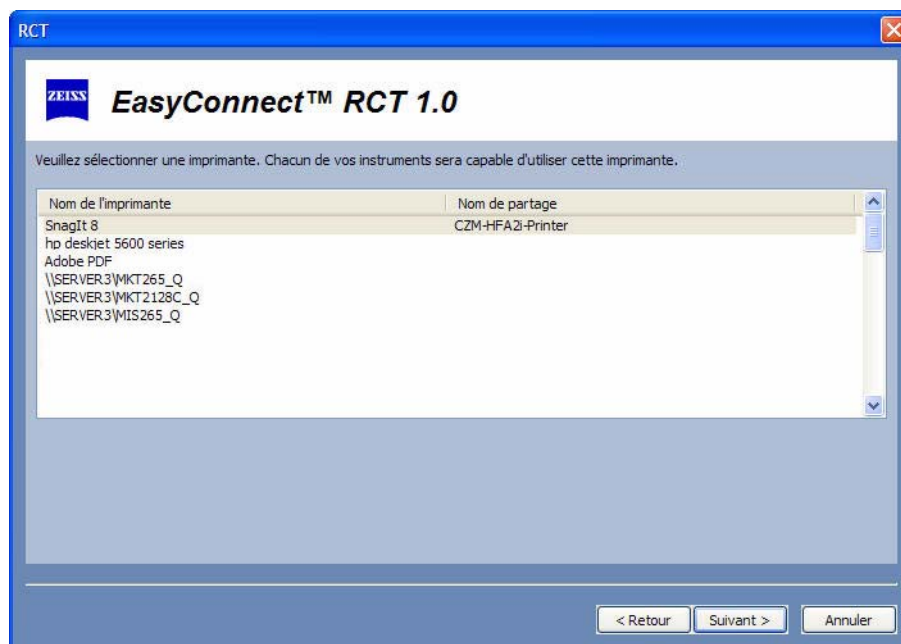 RCT
ZEISS
EasyConnect™ RCT 1.0
Veuillez sélectionner une imprimante. Chacun de vos instruments sera capable d'utiliser cette imprimante.
Nom de l'imprimante Nom de partage
SnagIt 8 CZM-HFA2i-Printer
hp deskjet 5600 series
Adobe PDF
\\SERVER3\MKT265_Q
\\SERVER3\MKT2128C_Q
\\SERVER3\MIS265_Q
< Retour Suivant > Annuler